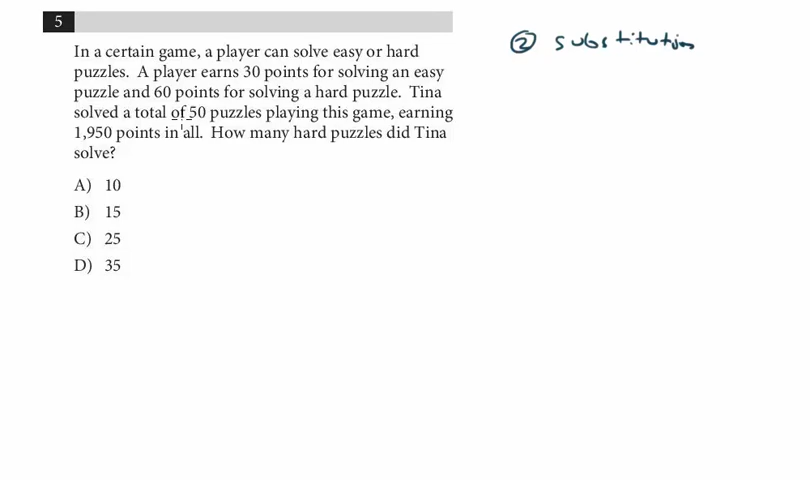 5
② substitution
In a certain game, a player can solve easy or hard
puzzles. A player earns 30 points for solving an easy
puzzle and 60 points for solving a hard puzzle. Tina
solved a total of 50 puzzles playing this game, earning
1,950 points in all. How many hard puzzles did Tina
solve?
A) 10
B) 15
C) 25
D) 35